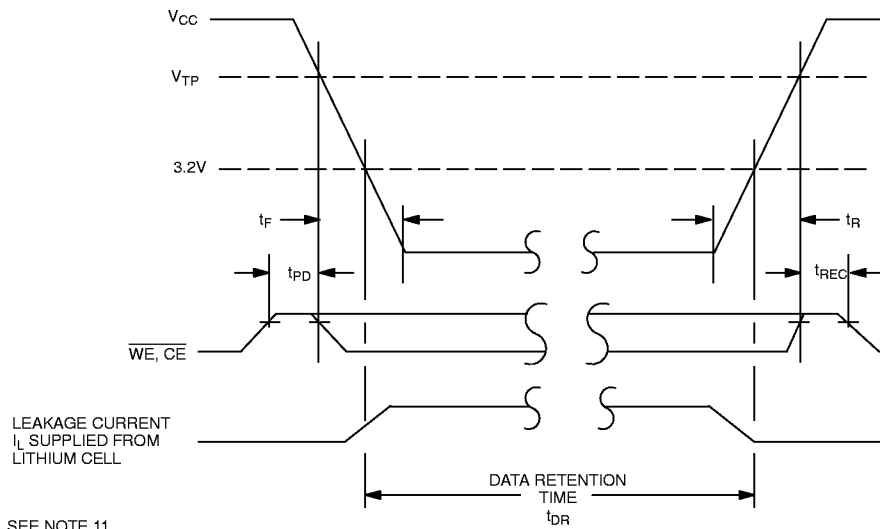 VCC
VTP
3.2V
tF
tR
tPD
tREC
WE, CE
LEAKAGE CURRENT
IL SUPPLIED FROM
LITHIUM CELL
DATA RETENTION
TIME
tDR
SEE NOTE 11